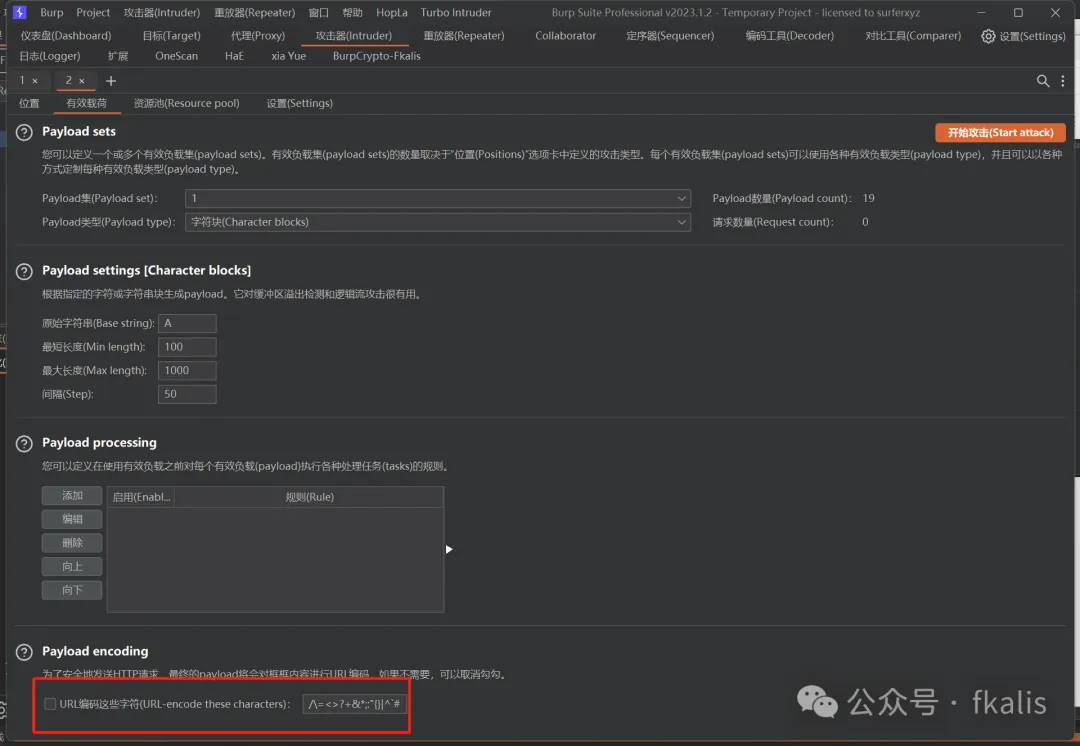 Burp Project 攻击器(Intruder) 重放器(Repeater) 窗口 帮助 HopLa Turbo Intruder Burp Suite Professional v2023.1.2 - Temporary Project - licensed to surferxyz
仪表盘(Dashboard) 目标(Target) 代理(Proxy) 攻击器(Intruder) 重放器(Repeater) Collaborator 定序器(Sequencer) 编码工具(Decoder) 对比工具(Comparer) 设置(Settings)
日志(Logger) 扩展 OneScan HaE xia Yue BurpCrypto-Fkalis
1 × 2 × +
位置 有效载荷 资源池(Resource pool) 设置(Settings)
Payload sets 开始攻击(Start attack)
您可以定义一个或多个有效负载集(payload sets)。有效负载集(payload sets)的数量取决于"位置(Positions)"选项卡中定义的攻击类型。每个有效负载集(payload sets)可以使用各种有效负载类型(payload type)，并且可以以各种
方式定制每种有效负载类型(payload type)。
Payload集(Payload set): 1 Payload数量(Payload count): 19
Payload类型(Payload type): 字符块(Character blocks) 请求数量(Request count): 0
Payload settings [Character blocks]
根据指定的字符或字符串块生成payload。它对缓冲区溢出检测和逻辑流攻击很有用。
原始字符串(Base string): A
最短长度(Min length): 100
最大长度(Max length): 1000
间隔(Step): 50
Payload processing
您可以定义在使用有效负载之前对每个有效负载(payload)执行各种处理任务(tasks)的规则。
添加 启用(Enabl... 规则(Rule)
编辑
删除
向上
向下
Payload encoding
为了安全地发送HTTP请求，最终的payload将会对框框内容进行URL编码，如果不需要，可以取消勾勾。
URL编码这些字符(URL-encode these characters): /\=<>?+&*;:"{}|^`#
公众号 · fkalis